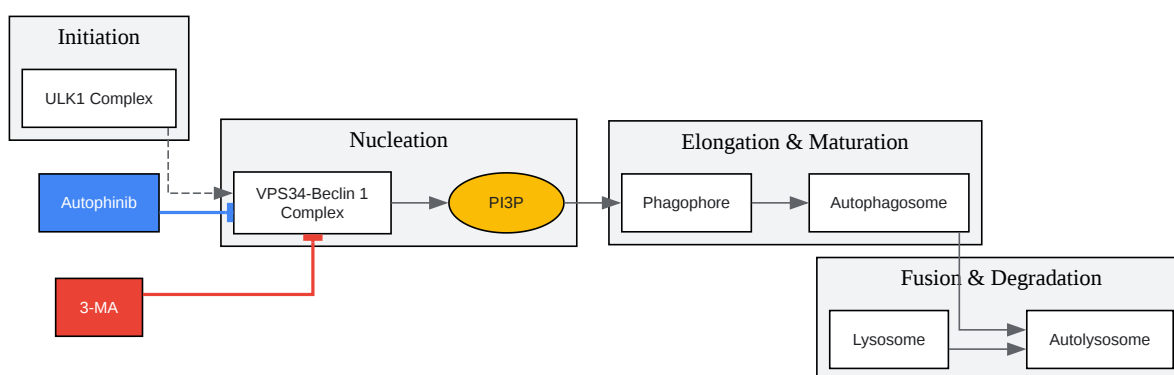 Initiation
ULK1 Complex
Nucleation
Elongation & Maturation
Autophinib
VPS34-Beclin 1
Complex
PI3P
Phagophore
Autophagosome
3-MA
Fusion & Degradation
Lysosome
Autolysosome